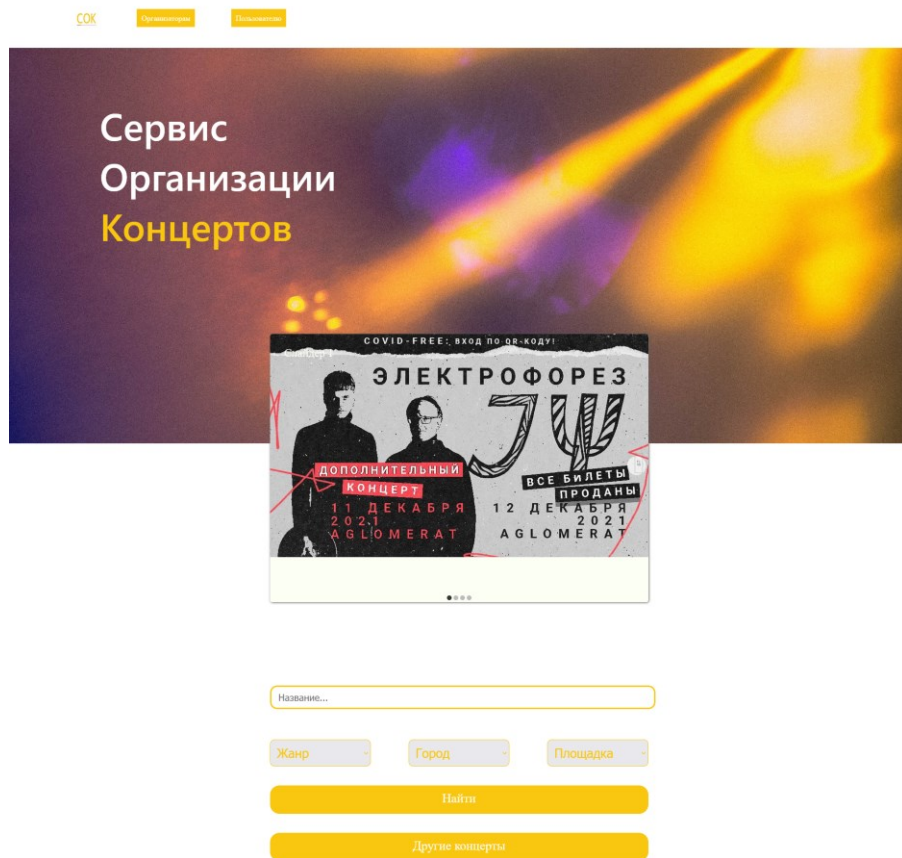 СОК
Организаторам
Пользователю
Сервис
Организации
Концертов
COVID-FREE: ВХОД ПО QR-КОДУ!
ЭЛЕКТРОФОРЕЗ
ДОПОЛНИТЕЛЬНЫЙ
КОНЦЕРТ
11 ДЕКАБРЯ
2021
AGLOMERAT
ВСЕ БИЛЕТЫ
ПРОДАНЫ
12 ДЕКАБРЯ
2021
AGLOMERAT
Название...
Жанр
Город
Площадка
Найти
Другие концерты